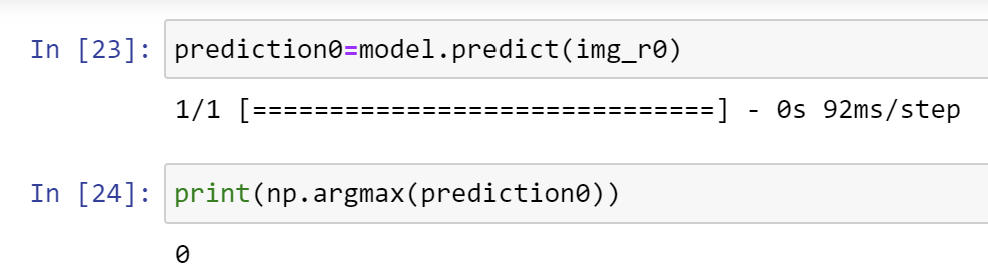 In [23]: prediction0=model.predict(img_r0)
1/1 [==============================] - 0s 92ms/step
In [24]: print(np.argmax(prediction0))
0